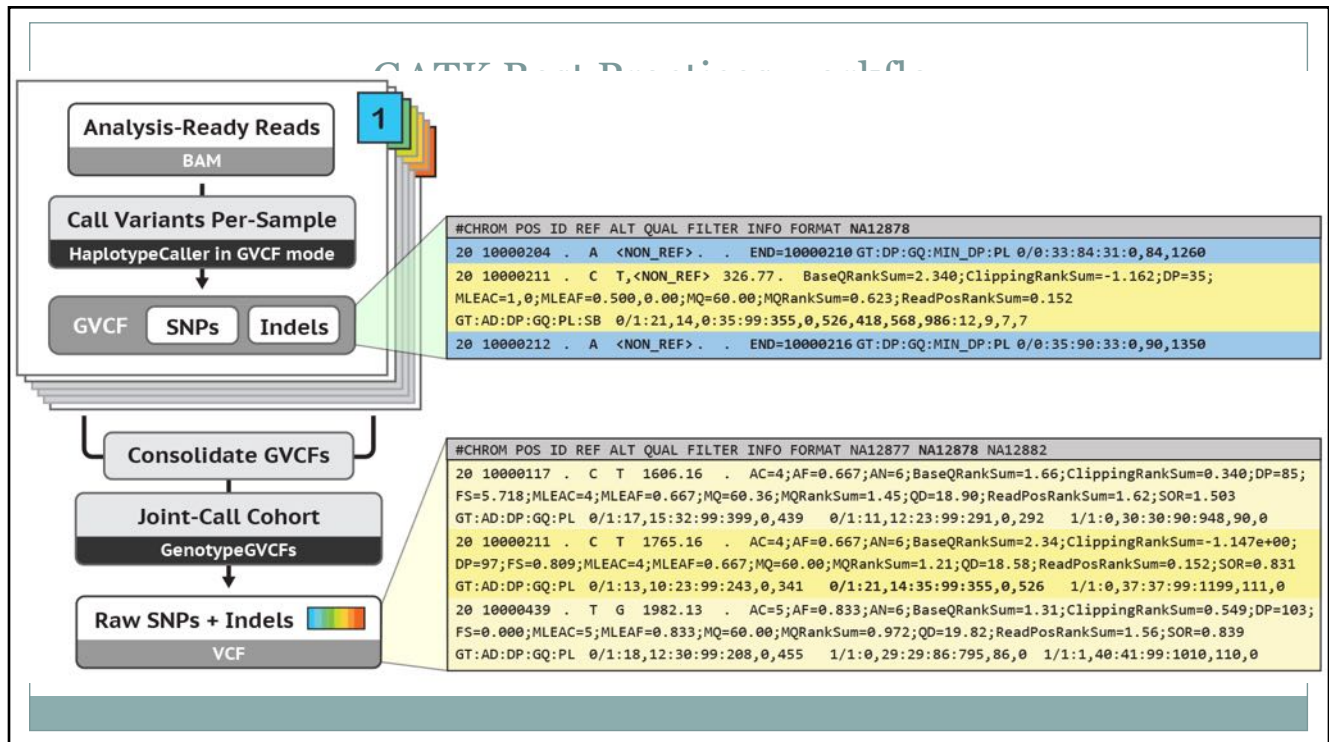 GATK Best Practices workflo
1
Analysis-Ready Reads
BAM
Call Variants Per-Sample
HaplotypeCaller in GVCF mode
GVCF SNPs Indels
#CHROM POS ID REF ALT QUAL FILTER INFO FORMAT NA12878
20 10000204 . A <NON_REF> . . END=10000210 GT:DP:GQ:MIN_DP:PL 0/0:33:84:31:0,84,1260
20 10000211 . C T,<NON_REF> 326.77. BaseQRankSum=2.340;ClippingRankSum=-1.162;DP=35;
MLEAC=1,0;MLEAF=0.500,0.00;MQ=60.00;MQRankSum=0.623;ReadPosRankSum=0.152
GT:AD:DP:GQ:PL:SB 0/1:21,14,0:35:99:355,0,526,418,568,986:12,9,7,7
20 10000212 . A <NON_REF> . . END=10000216 GT:DP:GQ:MIN_DP:PL 0/0:35:90:33:0,90,1350
Consolidate GVCFs
Joint-Call Cohort
GenotypeGVCFs
Raw SNPs + Indels
VCF
#CHROM POS ID REF ALT QUAL FILTER INFO FORMAT NA12877 NA12878 NA12882
20 10000117 . C T 1606.16 . AC=4;AF=0.667;AN=6;BaseQRankSum=1.66;ClippingRankSum=0.340;DP=85;
FS=5.718;MLEAC=4;MLEAF=0.667;MQ=60.36;MQRankSum=1.45;QD=18.90;ReadPosRankSum=1.62;SOR=1.503
GT:AD:DP:GQ:PL 0/1:17,15:32:99:399,0,439 0/1:11,12:23:99:291,0,292 1/1:0,30:30:90:948,90,0
20 10000211 . C T 1765.16 . AC=4;AF=0.667;AN=6;BaseQRankSum=2.34;ClippingRankSum=-1.147e+00;
DP=97;FS=0.809;MLEAC=4;MLEAF=0.667;MQ=60.00;MQRankSum=1.21;QD=18.58;ReadPosRankSum=0.152;SOR=0.831
GT:AD:DP:GQ:PL 0/1:13,10:23:99:243,0,341 0/1:21,14:35:99:355,0,526 1/1:0,37:37:99:1199,111,0
20 10000439 . T G 1982.13 . AC=5;AF=0.833;AN=6;BaseQRankSum=1.31;ClippingRankSum=0.549;DP=103;
FS=0.000;MLEAC=5;MLEAF=0.833;MQ=60.00;MQRankSum=0.972;QD=19.82;ReadPosRankSum=1.56;SOR=0.839
GT:AD:DP:GQ:PL 0/1:18,12:30:99:208,0,455 1/1:0,29:29:86:795,86,0 1/1:1,40:41:99:1010,110,0